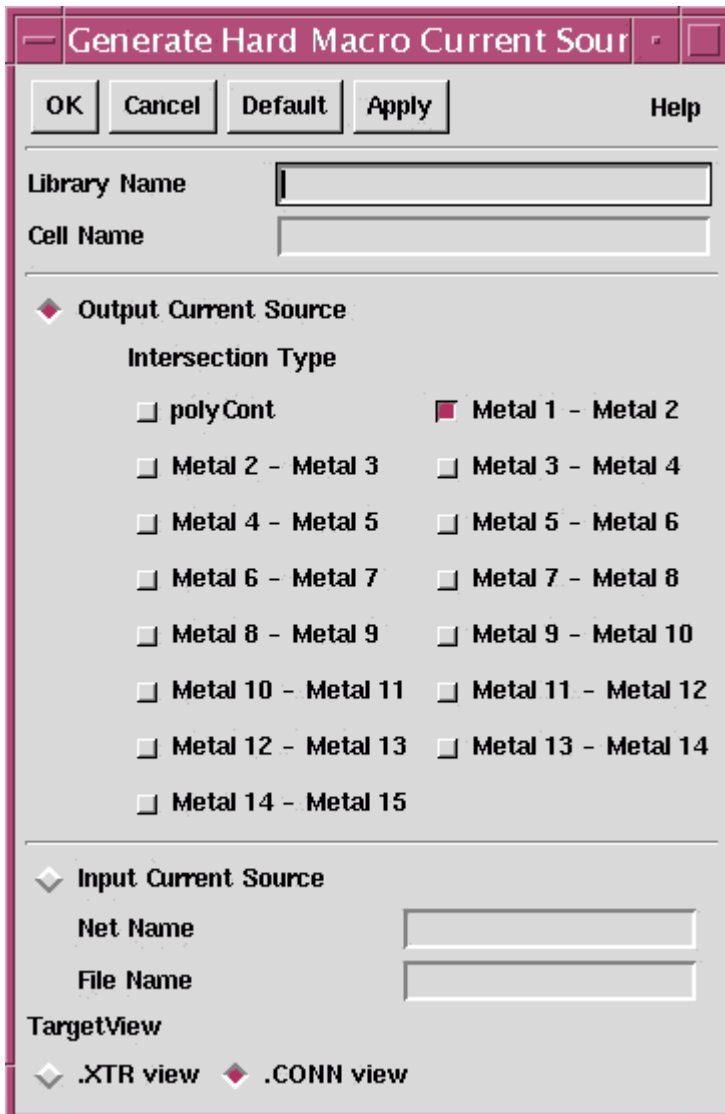 Generate Hard Macro Current Sour
OK Cancel Default Apply Help
Library Name
Cell Name
Output Current Source
Intersection Type
polyCont Metal 1 - Metal 2
Metal 2 - Metal 3 Metal 3 - Metal 4
Metal 4 - Metal 5 Metal 5 - Metal 6
Metal 6 - Metal 7 Metal 7 - Metal 8
Metal 8 - Metal 9 Metal 9 - Metal 10
Metal 10 - Metal 11 Metal 11 - Metal 12
Metal 12 - Metal 13 Metal 13 - Metal 14
Metal 14 - Metal 15
Input Current Source
Net Name
File Name
TargetView
.XTR view .CONN view